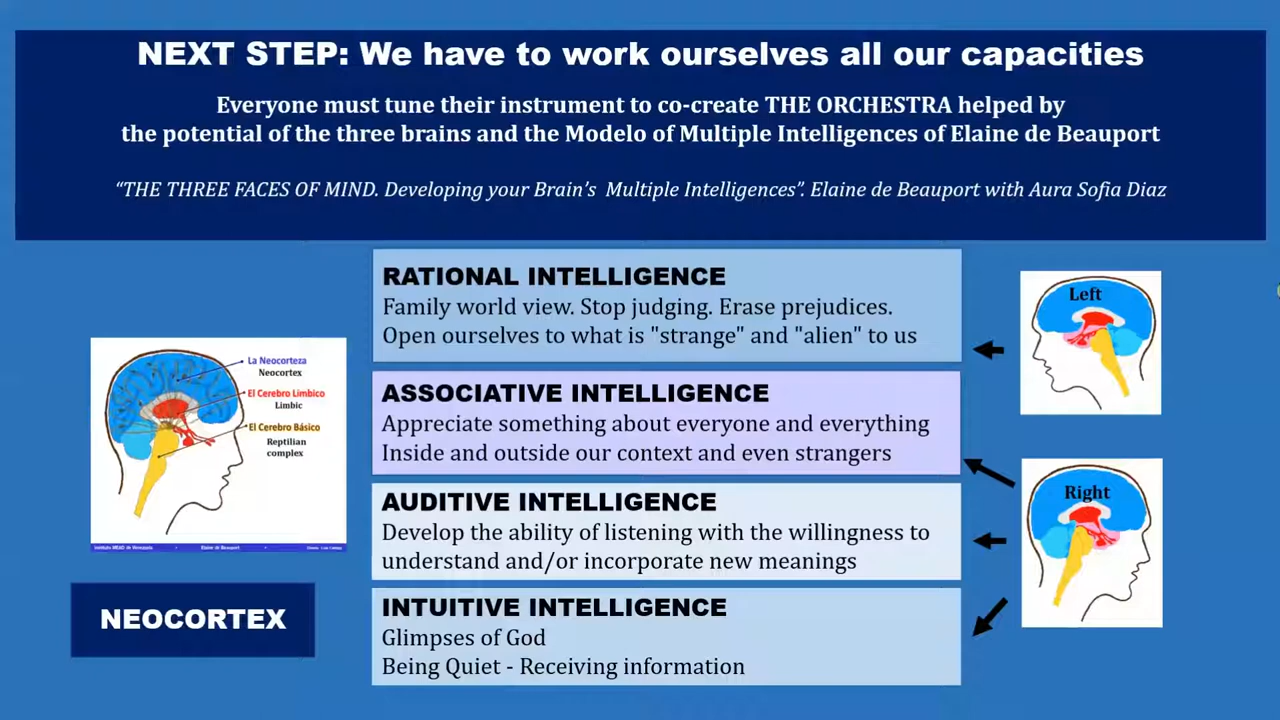 NEXT STEP: We have to work ourselves all our capacities
Everyone must tune their instrument to co-create THE ORCHESTRA helped by
the potential of the three brains and the Modelo of Multiple Intelligences of Elaine de Beauport
“THE THREE FACES OF MIND. Developing your Brain’s Multiple Intelligences”. Elaine de Beauport with Aura Sofia Diaz
RATIONAL INTELLIGENCE
Family world view. Stop judging. Erase prejudices.
Open ourselves to what is "strange" and "alien" to us
Left
ASSOCIATIVE INTELLIGENCE
Appreciate something about everyone and everything
Inside and outside our context and even strangers
La Neocorteza
Neocortex
El Cerebro Límbico
Limbic
El Cerebro Básico
Reptilian
complex
Elaine de Beauport
AUDITIVE INTELLIGENCE
Develop the ability of listening with the willingness to
understand and/or incorporate new meanings
Right
INTUITIVE INTELLIGENCE
Glimpses of God
Being Quiet - Receiving information
NEOCORTEX